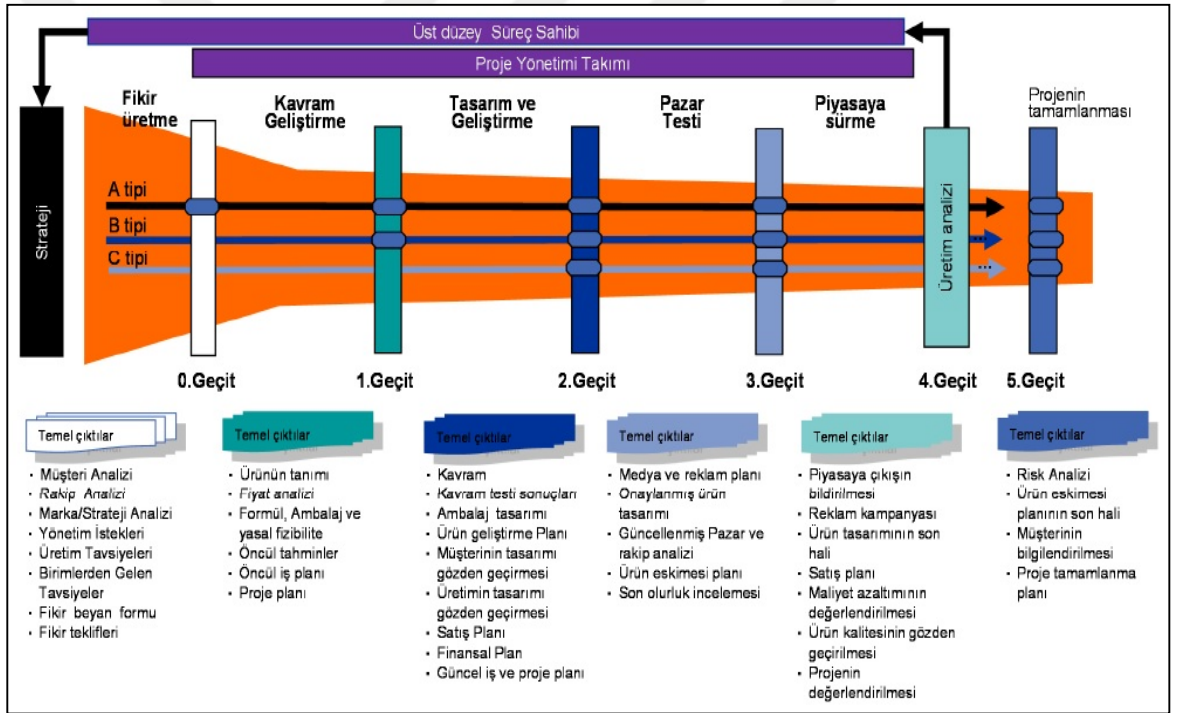 Üst düzey Süreç Sahibi
Proje Yönetimi Takımı
Fikir
üretme
Kavram
Geliştirme
Tasarım ve
Geliştirme
Pazar
Testi
Piyasaya
sürme
Projenin
tamamlanması
Strateji
A tipi
B tipi
C tipi
Üretim analizi
0.Geçit
1.Geçit
2.Geçit
3.Geçit
4.Geçit
5.Geçit
Temel çıktılar
· Müşteri Analizi
· Rakip Analizi
· Marka/Strateji Analizi
· Yönetim İstekleri
· Üretim Tavsiyeleri
· Birimlerden Gelen
Tavsiyeler
· Fikir beyan formu
· Fikir teklifleri
Temel çıktılar
· Ürünün tanımı
· Fiyat analizi
· Formül, Ambalaj ve
yasal fizibilite
· Öncül tahminler
· Öncül iş planı
· Proje planı
Temel çıktılar
· Kavram
· Kavram testi sonuçları
· Ambalaj tasarımı
· Ürün geliştirme Planı
· Müşterinin tasarımı
gözden geçirmesi
· Üretimin tasarımı
gözden geçirmesi
· Satış Planı
· Finansal Plan
· Güncel iş ve proje planı
Temel çıktılar
· Medya ve reklam planı
· Onaylanmış ürün
tasarımı
· Güncellenmiş Pazar ve
rakip analizi
· Ürün eskimesi planı
· Son olurluk incelemesi
Temel çıktılar
· Piyasaya çıkışın
bildirilmesi
· Reklam kampanyası
· Ürün tasarımının son
hali
· Satış planı
· Maliyet azaltımının
değerlendirilmesi
· Ürün kalitesinin gözden
geçirilmesi
· Projenin
değerlendirilmesi
Temel çıktılar
· Risk Analizi
· Ürün eskimesi
planının son hali
· Müşterinin
bilgilendirilmesi
· Proje tamamlanma
planı